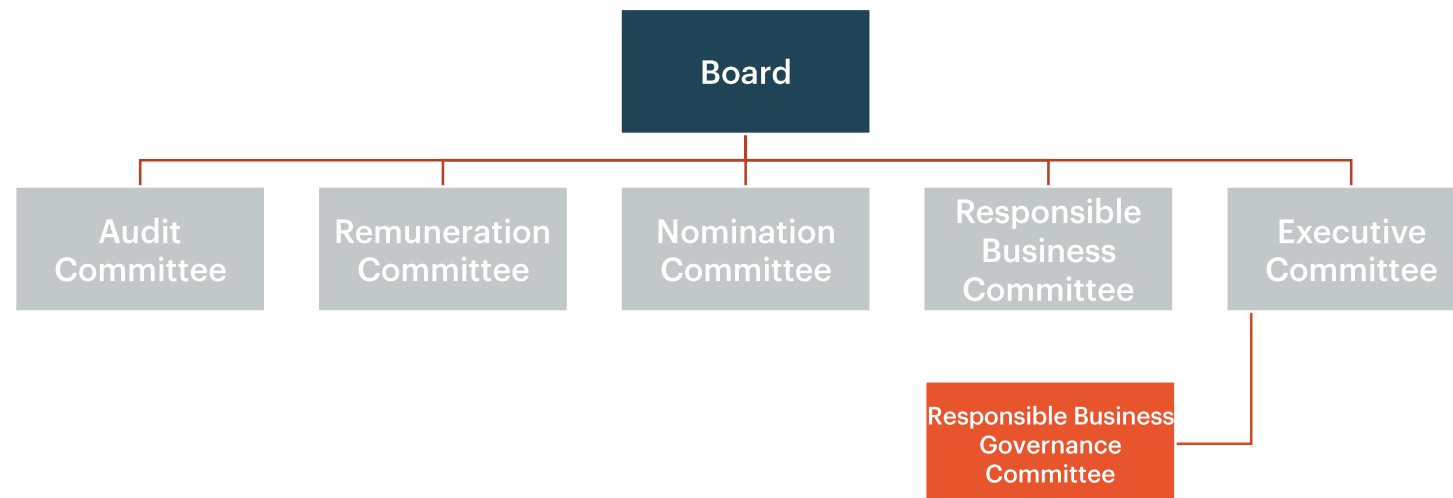 Board
Audit
Committee
Remuneration
Committee
Nomination
Committee
Responsible
Business
Committee
Executive
Committee
Responsible Business
Governance
Committee